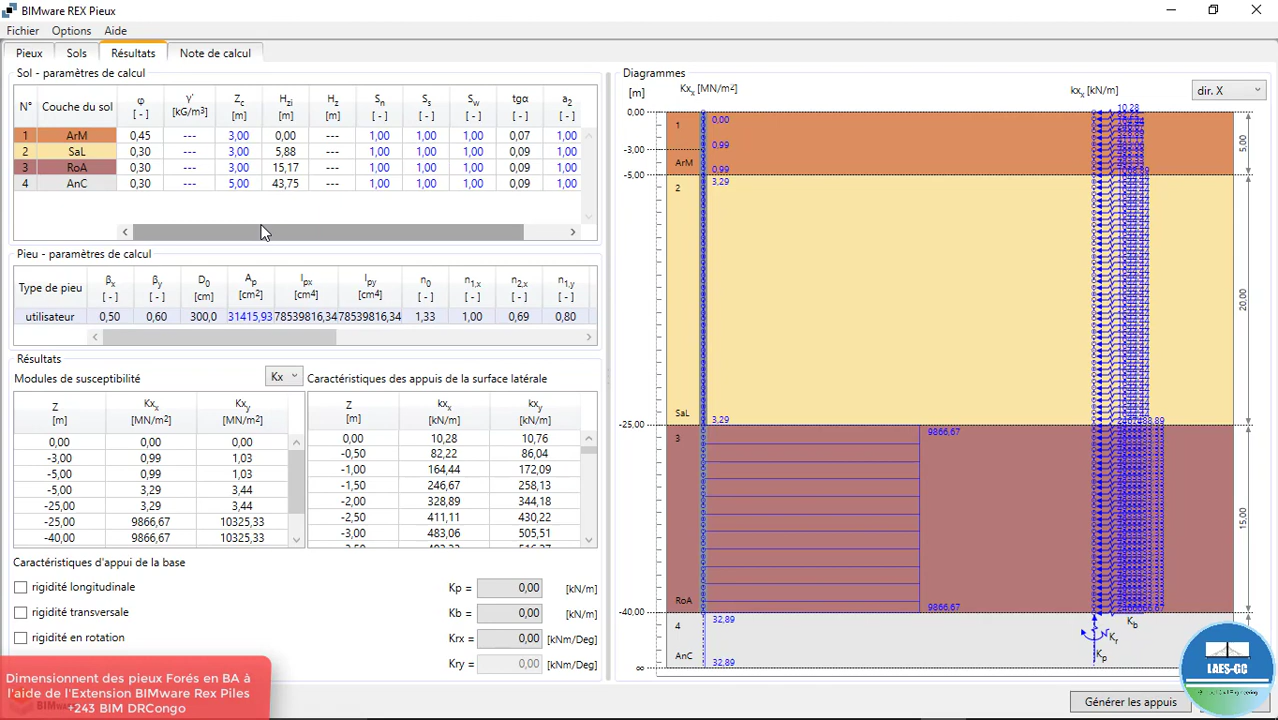 BIMware REX Pieux
Fichier Options Aide
Pieux Sols Résultats Note de calcul
Sol - paramètres de calcul
N° Couche du sol φ [ - ] γ' [kG/m³] Zc [m] Hzi [m] Hz [m] Sn [ - ] Ss [ - ] Sw [ - ] tgα [ - ] a2 [ - ]
1 ArM 0,45 --- 3,00 0,00 --- 1,00 1,00 1,00 0,07 1,00
2 SaL 0,30 --- 3,00 5,88 --- 1,00 1,00 1,00 0,09 1,00
3 RoA 0,30 --- 3,00 15,17 --- 1,00 1,00 1,00 0,09 1,00
4 AnC 0,30 --- 5,00 43,75 --- 1,00 1,00 1,00 0,09 1,00
Pieu - paramètres de calcul
Type de pieu βx [ - ] βy [ - ] D0 [cm] Ap [cm2] Ipx [cm4] Ipy [cm4] n0 [ - ] n1,x [ - ] n2,x [ - ] n1,y [ - ]
utilisateur 0,50 0,60 300,0 31415,93 78539816,34 78539816,34 1,33 1,00 0,69 0,80
Résultats
Modules de susceptibilité Kx
Z [m] Kxx [MN/m²] Kxy [MN/m²]
0,00 0,00 0,00
-3,00 0,99 1,03
-5,00 0,99 1,03
-5,00 3,29 3,44
-25,00 3,29 3,44
-25,00 9866,67 10325,33
-40,00 9866,67 10325,33
Caractéristiques des appuis de la surface latérale
Z [m] kxx [kN/m] kxy [kN/m]
0,00 10,28 10,76
-0,50 82,22 86,04
-1,00 164,44 172,09
-1,50 246,67 258,13
-2,00 328,89 344,18
-2,50 411,11 430,22
-3,00 483,06 505,51
Caractéristiques d'appui de la base
rigidité longitudinale Kp = 0,00 [kN/m]
rigidité transversale Kb = 0,00 [kN/m]
rigidité en rotation Krx = 0,00 [kNm/Deg]
Kry = 0,00 [kNm/Deg]
Diagrammes
[m] Kxx [MN/m²] kxx [kN/m] dir. X
0,00 1 0,00 10,28
-3,00 0,99 5,00
ArM 0,99
-5,00 3,29
2
20,00
SaL 3,29
-25,00 9866,67
3
15,00
RoA 9866,67
-40,00 32,89
4 Kb
Kr
AnC Kp
∞ 32,89
Générer les appuis
Dimensionnent des pieux Forés en BA à
l'aide de l'Extension BIMware Rex Piles
+243 BIM DRCongo
LAES-GC